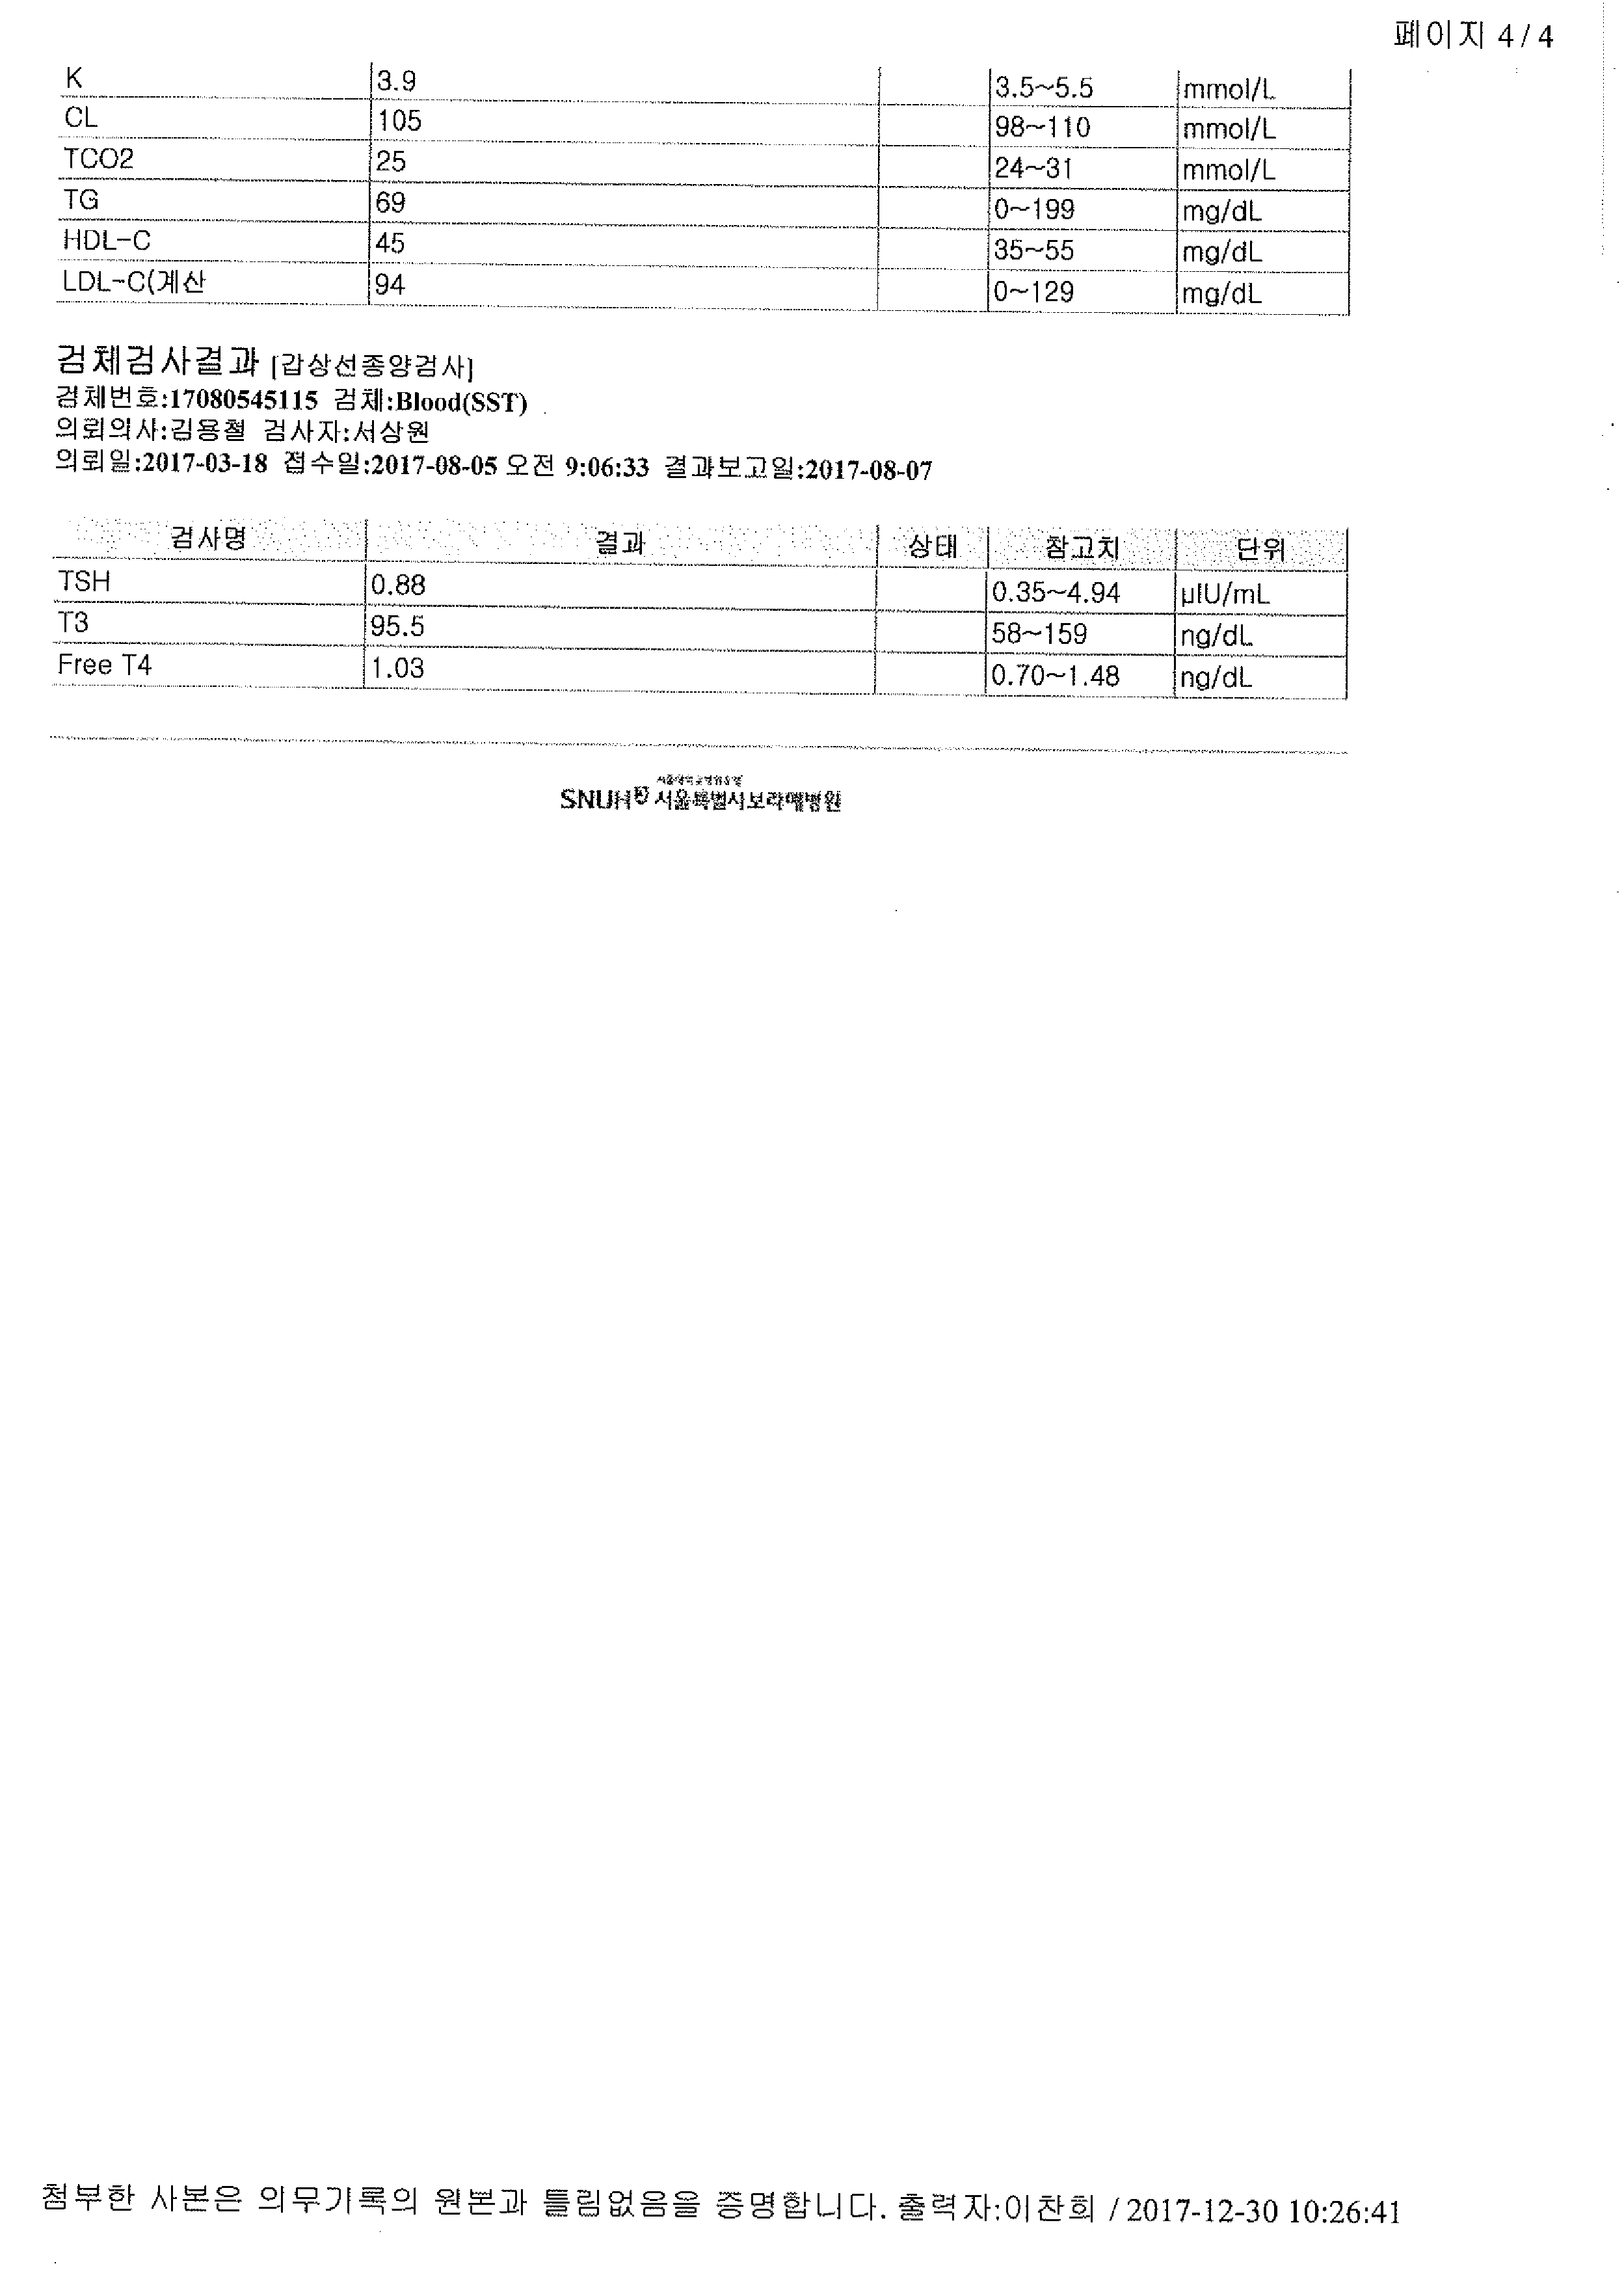 페이지 4 / 4
K 3.9 3.5~5.5 mmol/L
CL 105 98~110 mmol/L
TCO2 25 24~31 mmol/L
TG 69 0~199 mg/dL
HDL-C 45 35~55 mg/dL
LDL-C(계산 94 0~129 mg/dL
검체검사결과 [갑상선종양검사]
검체번호:17080545115 검체:Blood(SST)
의뢰의사:김용철 검사자:서상원
의뢰일:2017-03-18 접수일:2017-08-05 오전 9:06:33 결과보고일:2017-08-07
검사명 결과 상태 참고치 단위
TSH 0.88 0.35~4.94 µIU/mL
T3 95.5 58~159 ng/dL
Free T4 1.03 0.70~1.48 ng/dL
SNUH 서울특별시보라매병원
첨부한 사본은 의무기록의 원본과 틀림없음을 증명합니다. 출력자:이찬희 / 2017-12-30 10:26:41